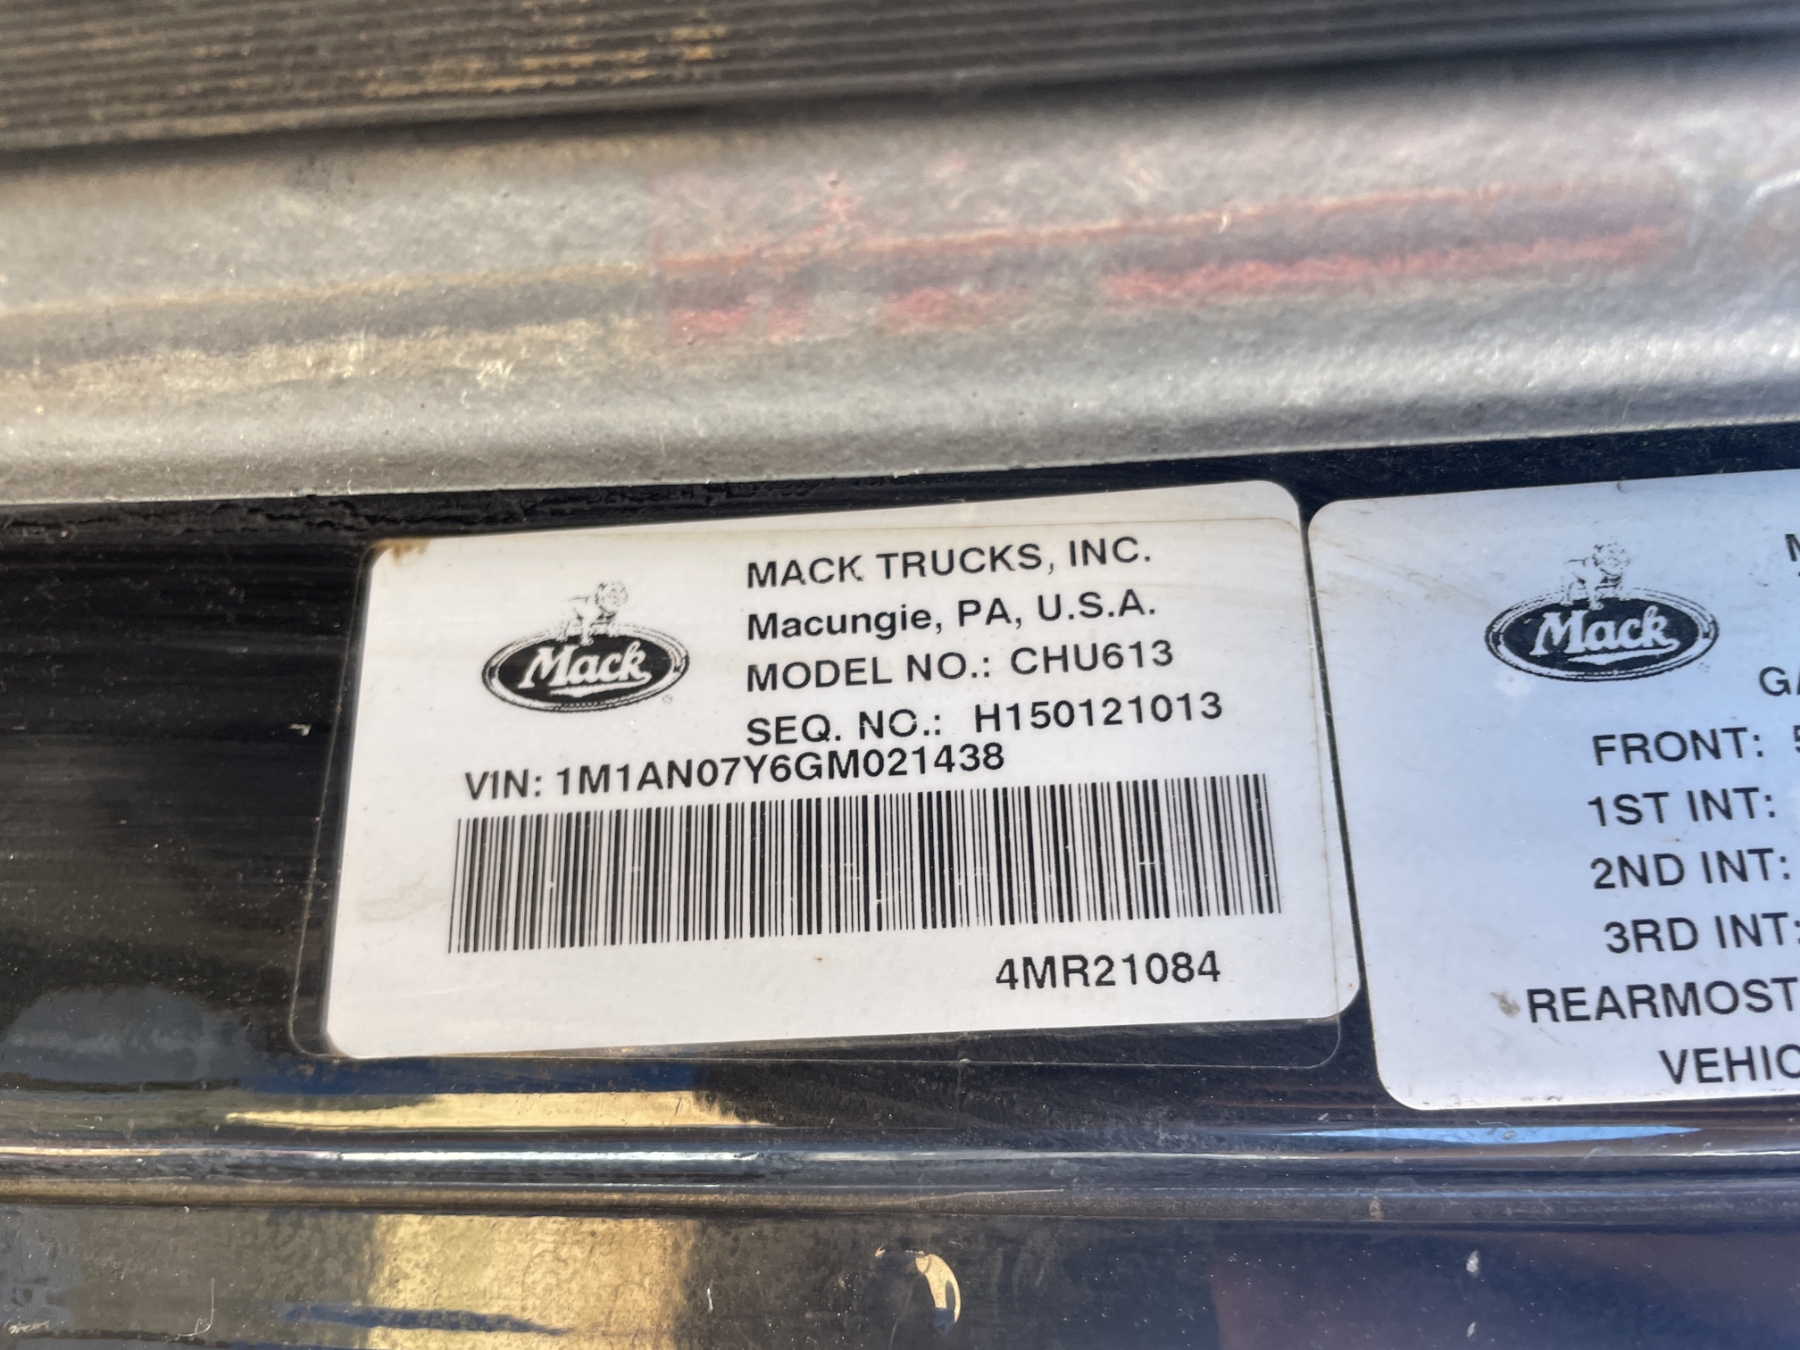 Mack
MACK TRUCKS, INC.
Macungie, PA, U.S.A.
MODEL NO.: CHU613
SEQ. NO.: H150121013
VIN: 1M1AN07Y6GM021438
4MR21084
Mack
FRONT:
1ST INT:
2ND INT:
3RD INT:
REARMOST